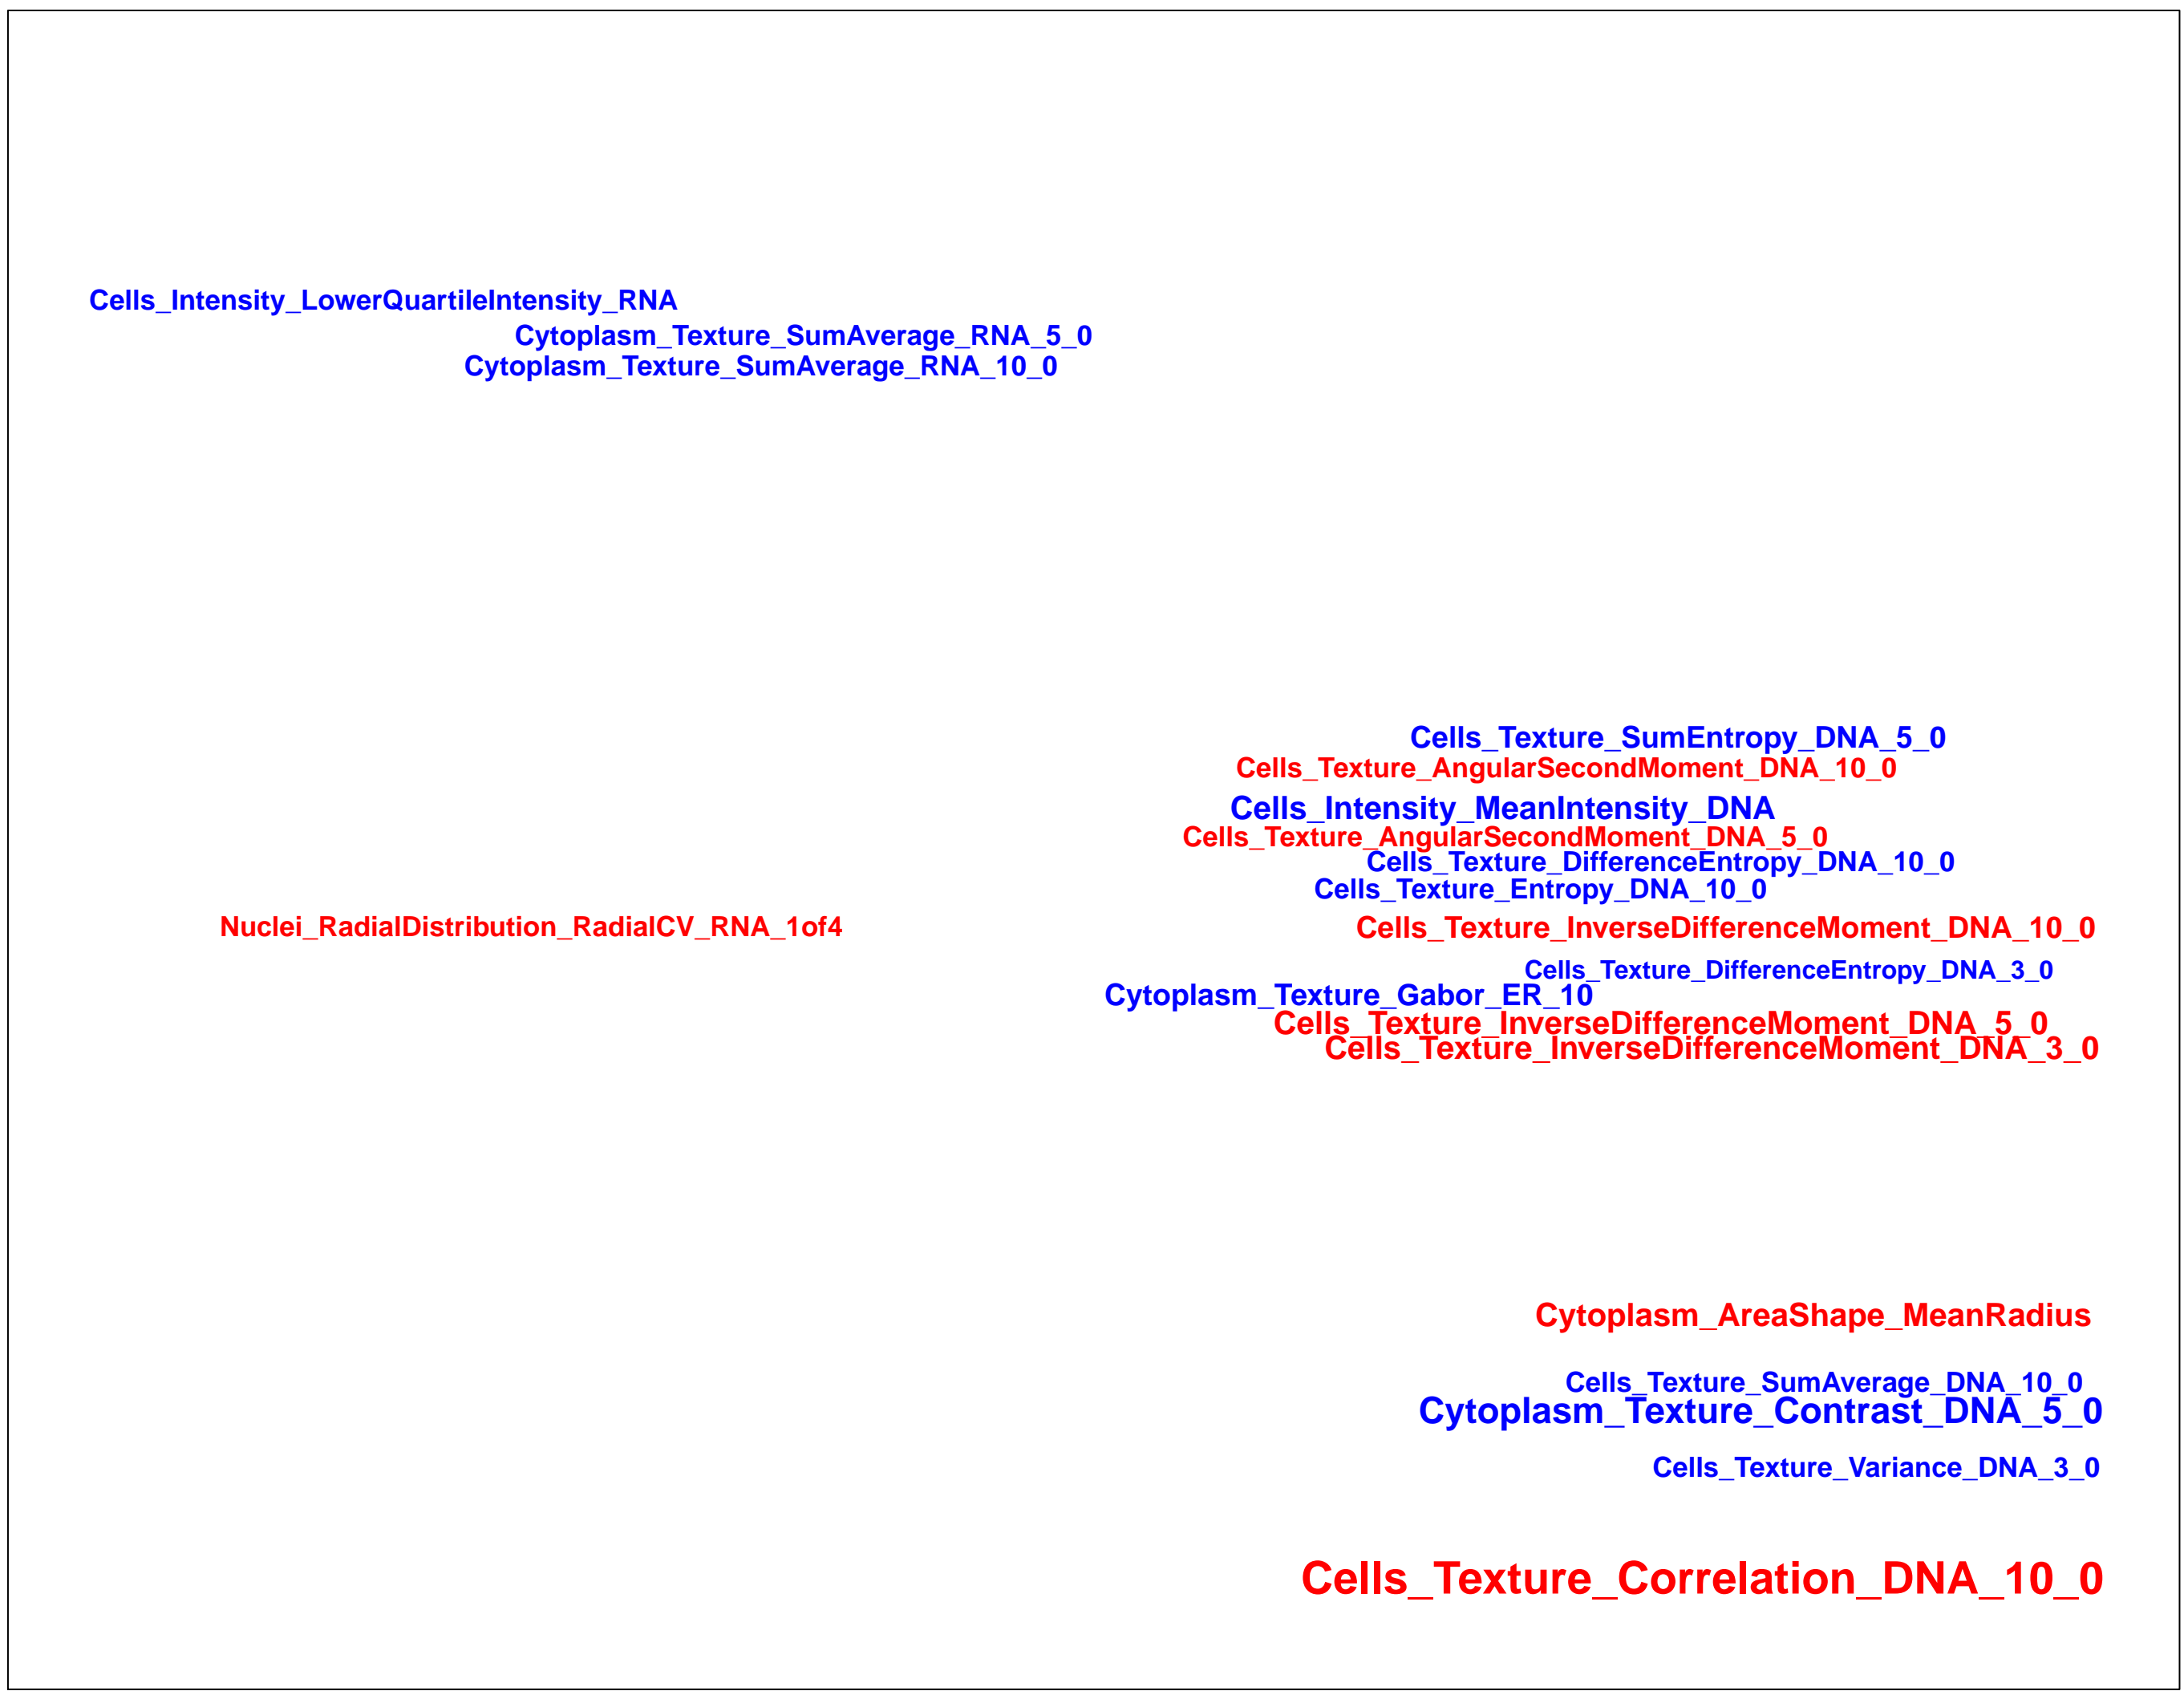 Cells_Intensity_LowerQuartileIntensity_RNA
Cytoplasm_Texture_SumAverage_RNA_5_0
Cytoplasm_Texture_SumAverage_RNA_10_0
Cells_Texture_SumEntropy_DNA_5_0
Cells_Texture_AngularSecondMoment_DNA_10_0
Cells_Intensity_MeanIntensity_DNA
Cells_Texture_AngularSecondMoment_DNA_5_0
Cells_Texture_DifferenceEntropy_DNA_10_0
Cells_Texture_Entropy_DNA_10_0
Nuclei_RadialDistribution_RadialCV_RNA_1of4
Cells_Texture_InverseDifferenceMoment_DNA_10_0
Cells_Texture_DifferenceEntropy_DNA_3_0
Cytoplasm_Texture_Gabor_ER_10
Cells_Texture_InverseDifferenceMoment_DNA_5_0
Cells_Texture_InverseDifferenceMoment_DNA_3_0
Cytoplasm_AreaShape_MeanRadius
Cells_Texture_SumAverage_DNA_10_0
Cytoplasm_Texture_Contrast_DNA_5_0
Cells_Texture_Variance_DNA_3_0
Cells_Texture_Correlation_DNA_10_0